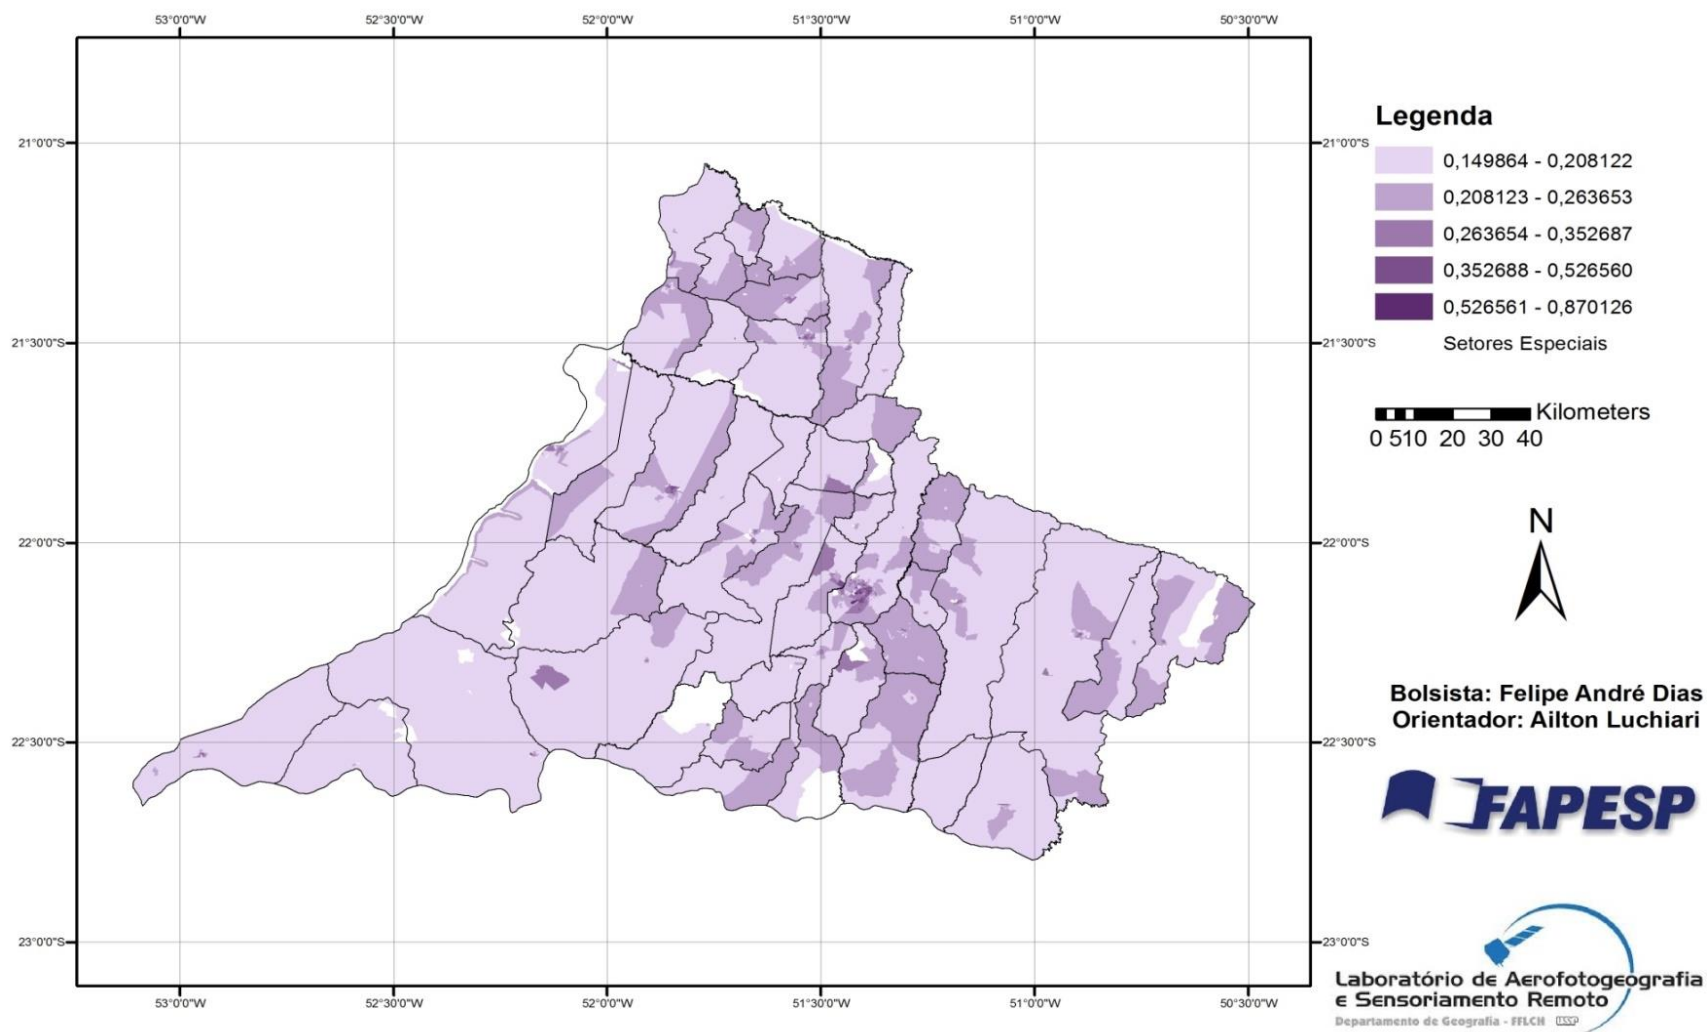 53°0'0"W 52°30'0"W 52°0'0"W 51°30'0"W 51°0'0"W 50°30'0"W
21°0'0"S 21°0'0"S
21°30'0"S 21°30'0"S
22°0'0"S 22°0'0"S
22°30'0"S 22°30'0"S
23°0'0"S 23°0'0"S
53°0'0"W 52°30'0"W 52°0'0"W 51°30'0"W 51°0'0"W 50°30'0"W
Legenda
0,149864 - 0,208122
0,208123 - 0,263653
0,263654 - 0,352687
0,352688 - 0,526560
0,526561 - 0,870126
Setores Especiais
Kilometers
0 5 10 20 30 40
N
Bolsista: Felipe André Dias
Orientador: Ailton Luchiari
FAPESP
Laboratório de Aerofotogeografia
e Sensoriamento Remoto
Departamento de Geografia - FFLCH USP